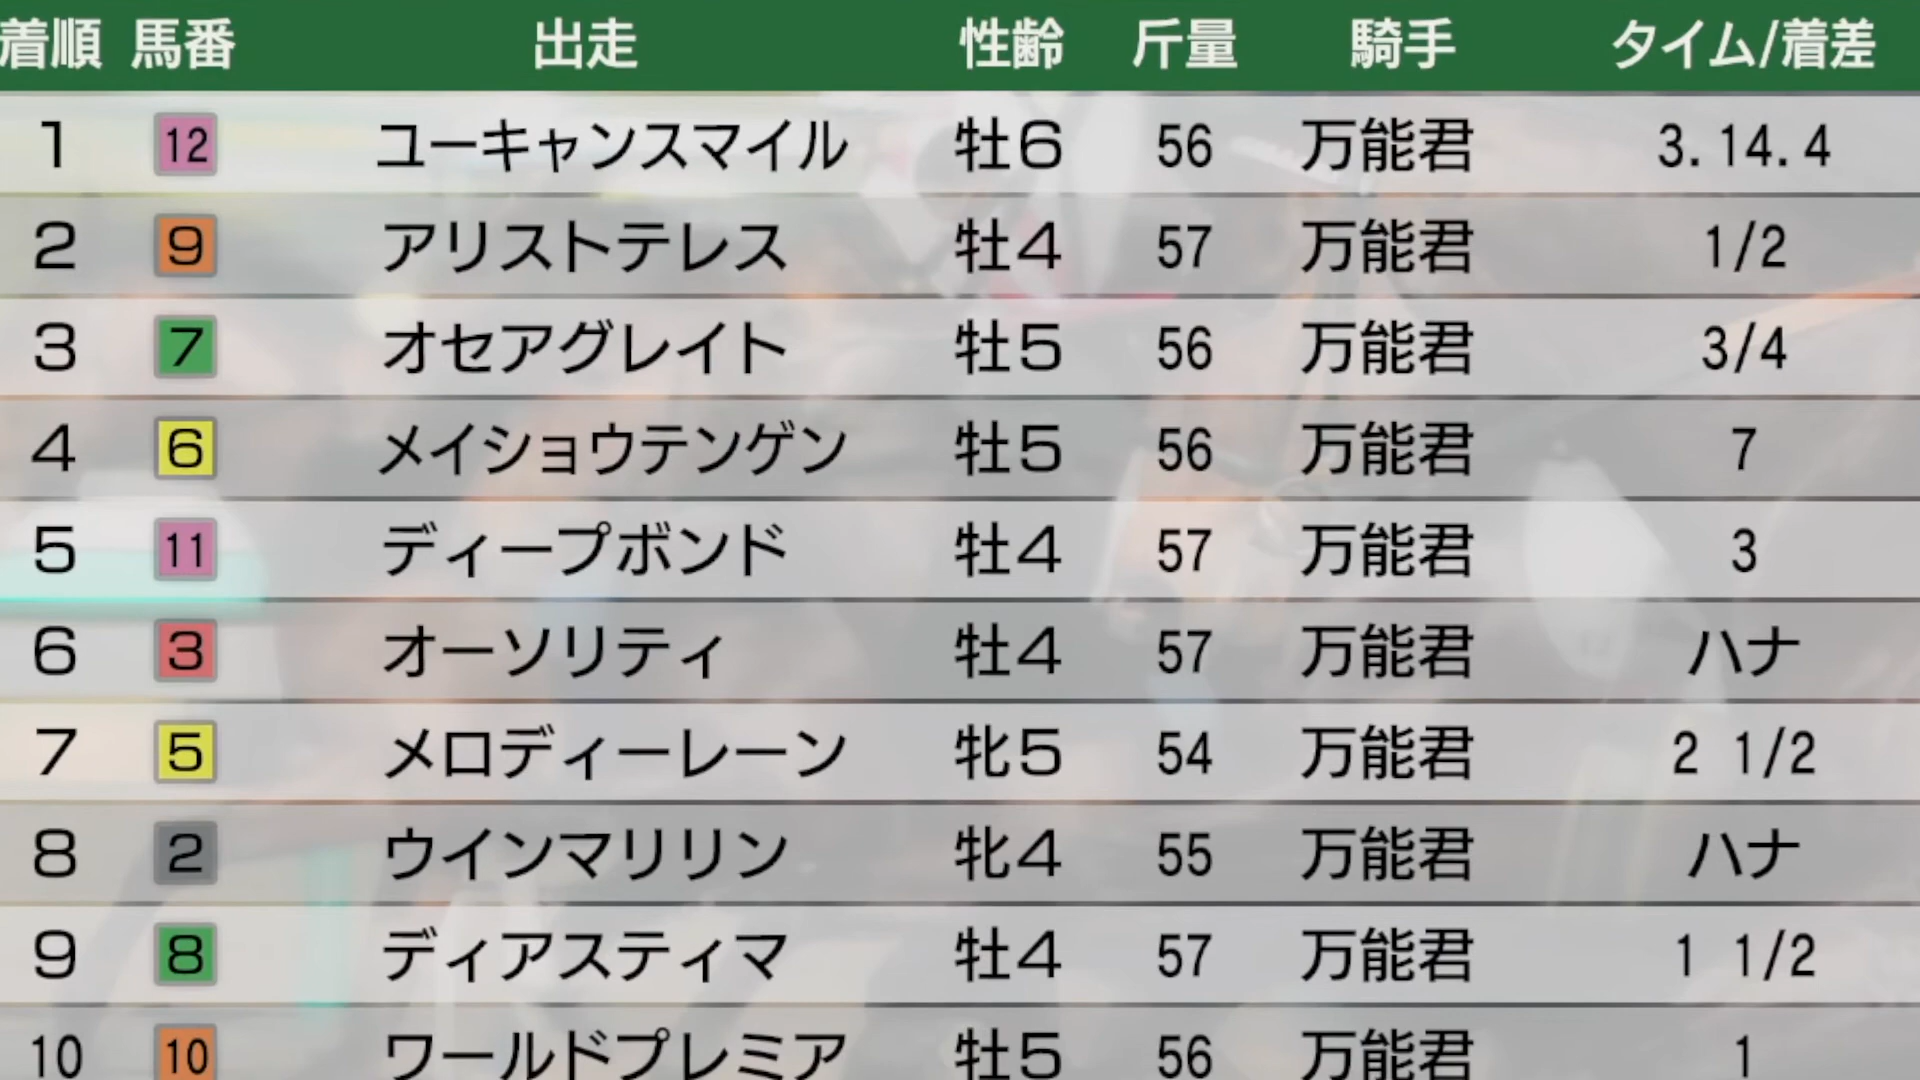 着順 馬番 出走 性齢 斤量 騎手 タイム/着差
1 12 ユーキャンスマイル 牡6 56 万能君 3.14.4
2 9 アリストテレス 牡4 57 万能君 1/2
3 7 オセアグレイト 牡5 56 万能君 3/4
4 6 メイショウテンゲン 牡5 56 万能君 7
5 11 ディープボンド 牡4 57 万能君 3
6 3 オーソリティ 牡4 57 万能君 ハナ
7 5 メロディーレーン 牝5 54 万能君 2 1/2
8 2 ウインマリリン 牝4 55 万能君 ハナ
9 8 ディアスティマ 牡4 57 万能君 1 1/2
10 10 ワールドプレミア 牡5 56 万能君 1